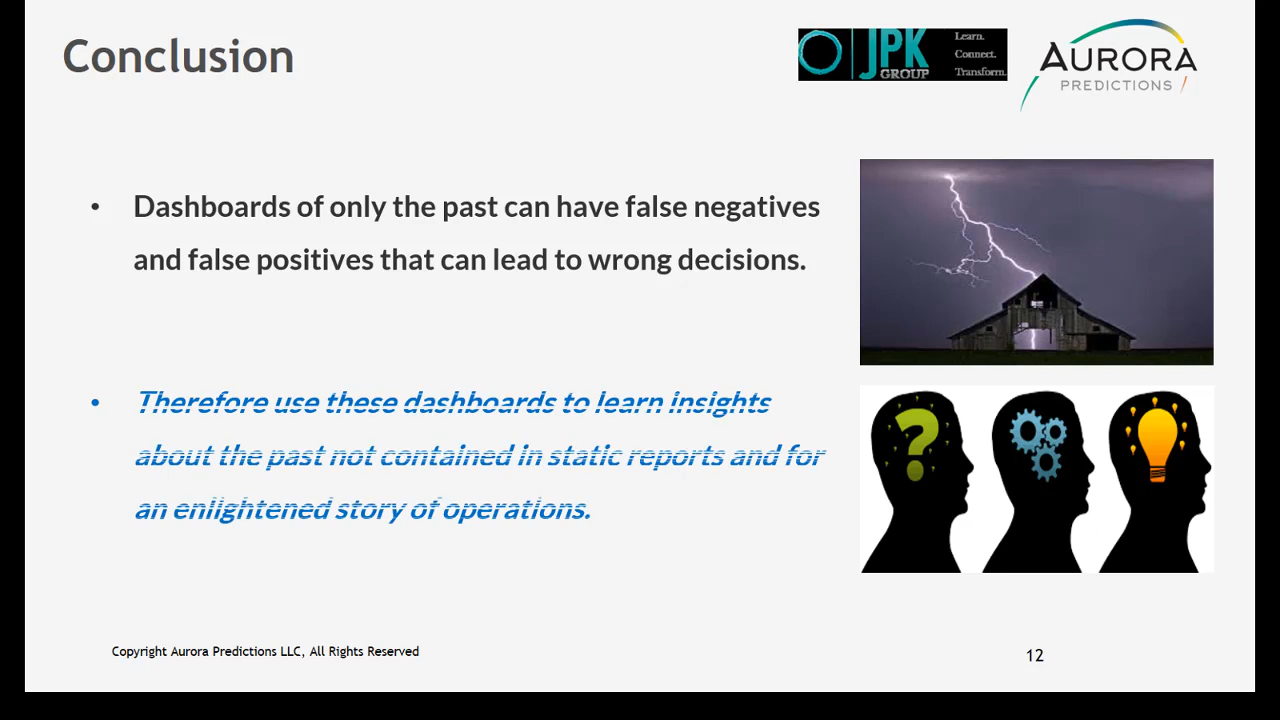 Conclusion
JPK
GROUP
Learn.
Connect.
Transform.
AURORA
PREDICTIONS
• Dashboards of only the past can have false negatives
and false positives that can lead to wrong decisions.
• Therefore use these dashboards to learn insights
about the past not contained in static reports and for
an enlightened story of operations.
Copyright Aurora Predictions LLC, All Rights Reserved
12